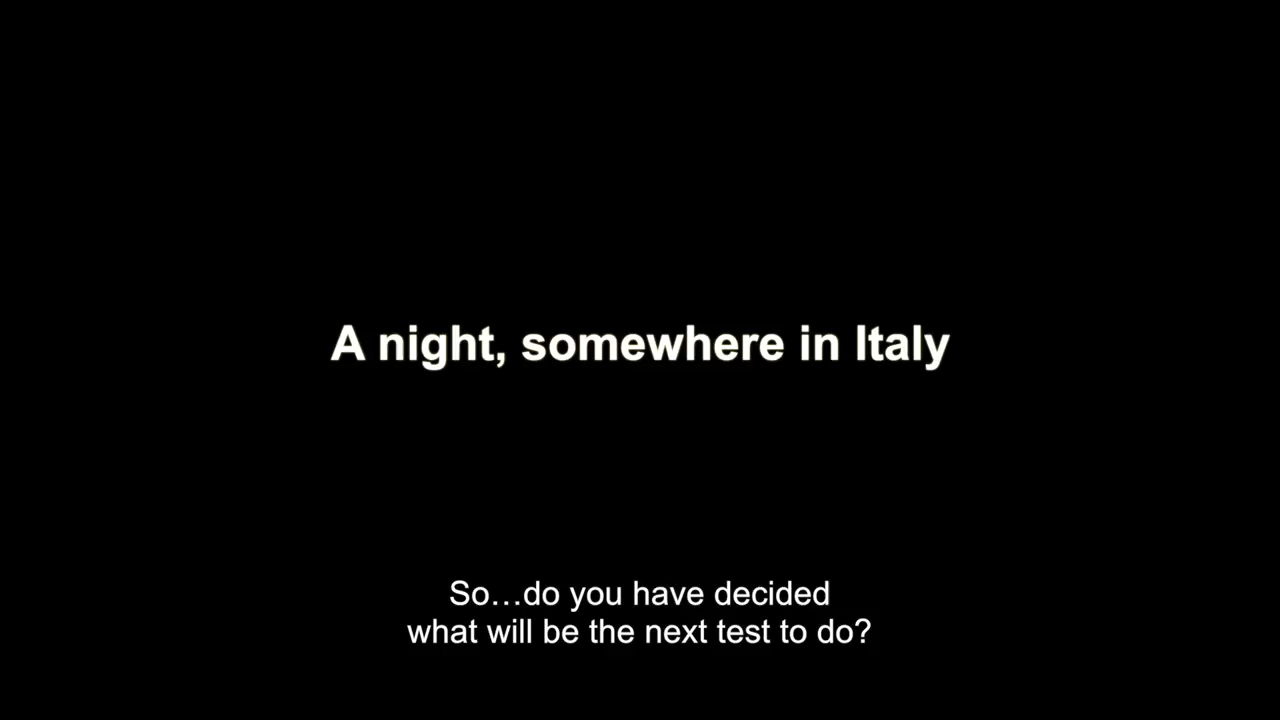 A night, somewhere in Italy
So…do you have decided
what will be the next test to do?